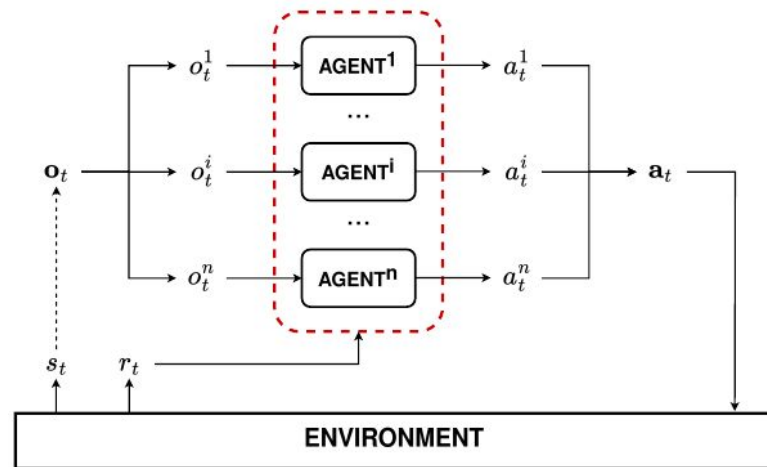 o_t^1 AGENT^1 a_t^1
...
𝐨_t o_t^i AGENT^i a_t^i 𝐚_t
...
o_t^n AGENT^n a_t^n
s_t r_t
ENVIRONMENT